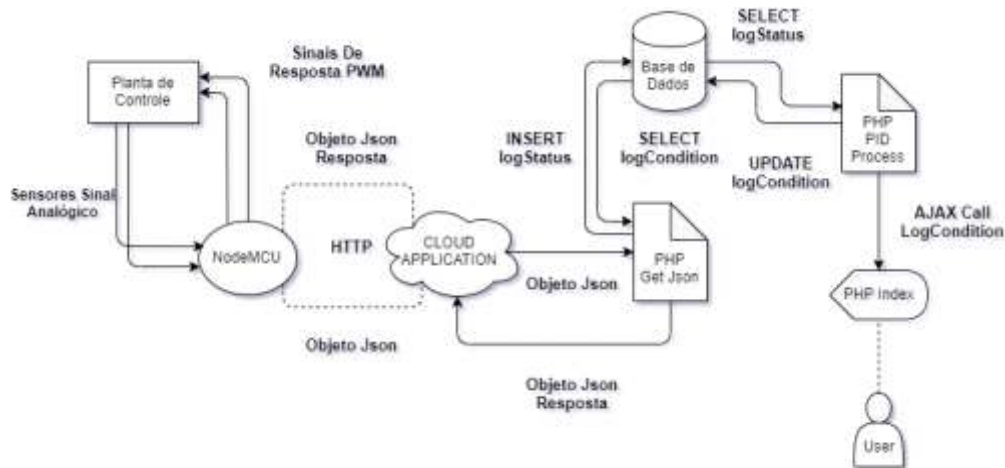 SELECT
logStatus
Sinais De
Resposta PWM
Base de
Dados
Planta de
Controle
PHP
PID
Process
Objeto Json
Resposta
INSERT
logStatus
SELECT
logCondition
UPDATE
logCondition
Sensores Sinal
Analógico
AJAX Call
LogCondition
NodeMCU
HTTP
CLOUD
APPLICATION
PHP
Get Json
Objeto Json
PHP Index
Objeto Json
Objeto Json
Resposta
User